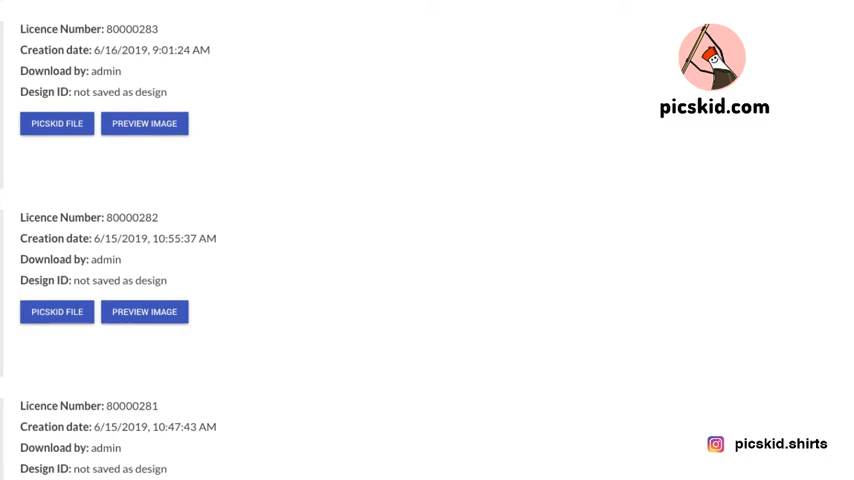 Licence Number: 80000283
Creation date: 6/16/2019, 9:01:24 AM
Download by: admin
Design ID: not saved as design
PICSKID FILE PREVIEW IMAGE
picskid.com
Licence Number: 80000282
Creation date: 6/15/2019, 10:55:37 AM
Download by: admin
Design ID: not saved as design
PICSKID FILE PREVIEW IMAGE
Licence Number: 80000281
Creation date: 6/15/2019, 10:47:43 AM
Download by: admin
Design ID: not saved as design
picskid.shirts